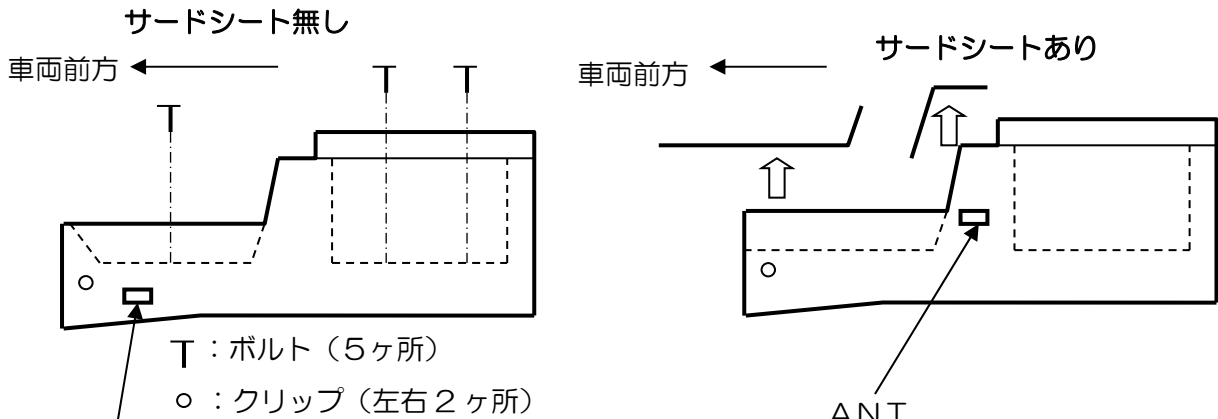 サードシート無し
車両前方
サードシートあり
車両前方
：ボルト（５ヶ所）
：クリップ（左右２ヶ所）
ＡＮＴ